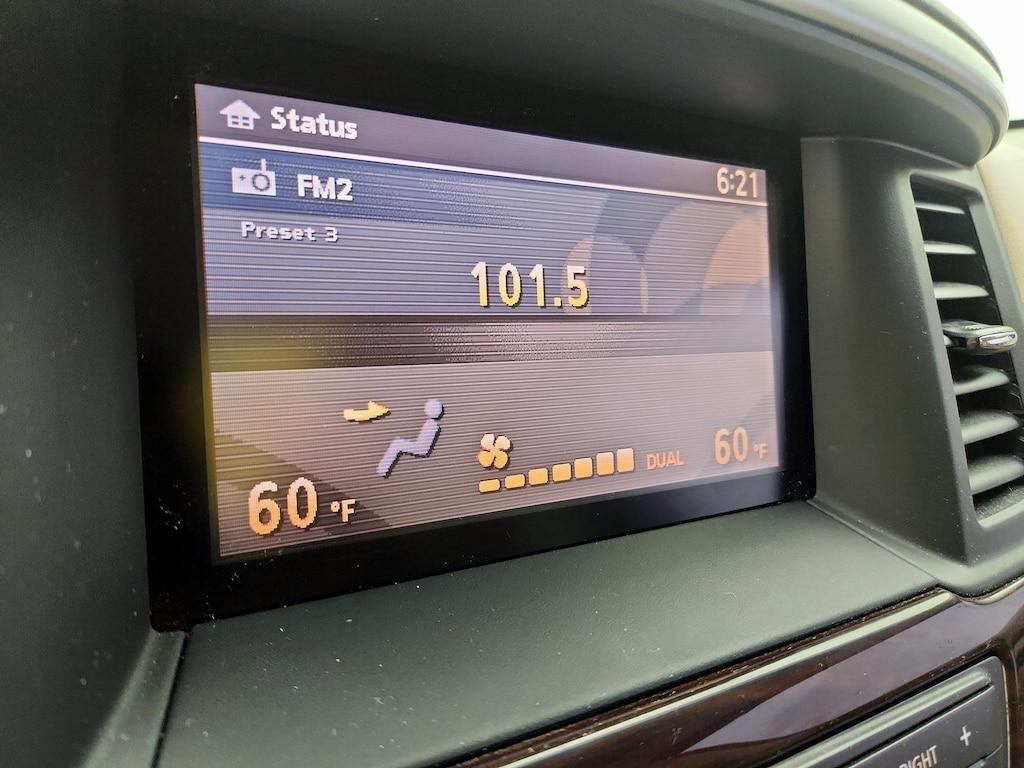 Status
6:21
FM2
Preset 3
101.5
60 °F
DUAL
60 °F
+